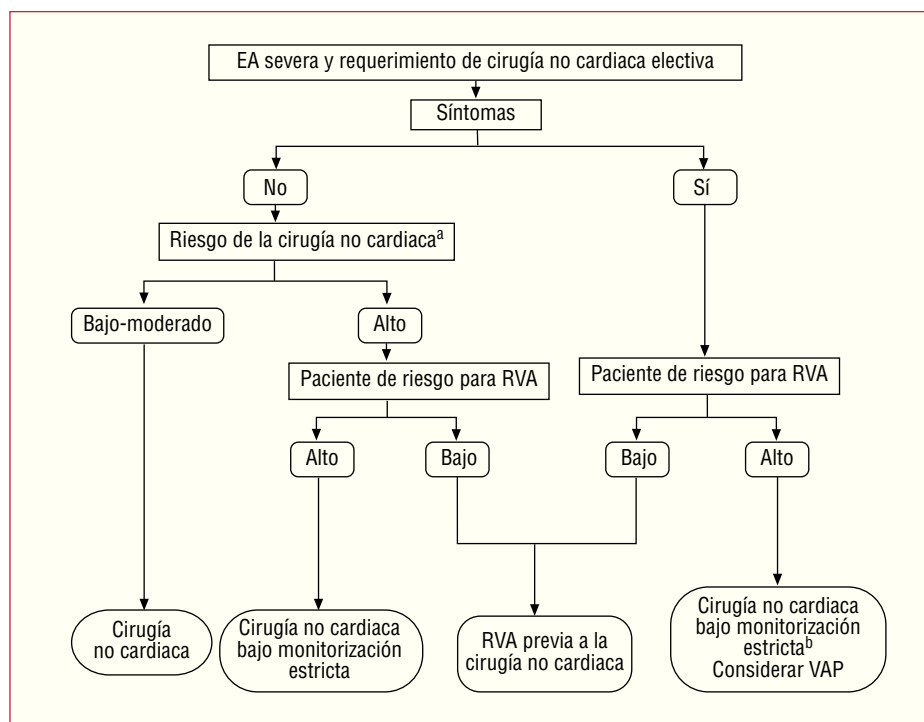 EA severa y requerimiento de cirugía no cardiaca electiva
Síntomas
No
Sí
Riesgo de la cirugía no cardiacaª
Bajo-moderado
Alto
Paciente de riesgo para RVA
Paciente de riesgo para RVA
Alto
Bajo
Bajo
Alto
Cirugía
no cardiaca
Cirugía no cardiaca
bajo monitorización
estricta
RVA previa a la
cirugía no cardiaca
Cirugía no cardiaca
bajo monitorización
estrictaᵇ
Considerar VAP